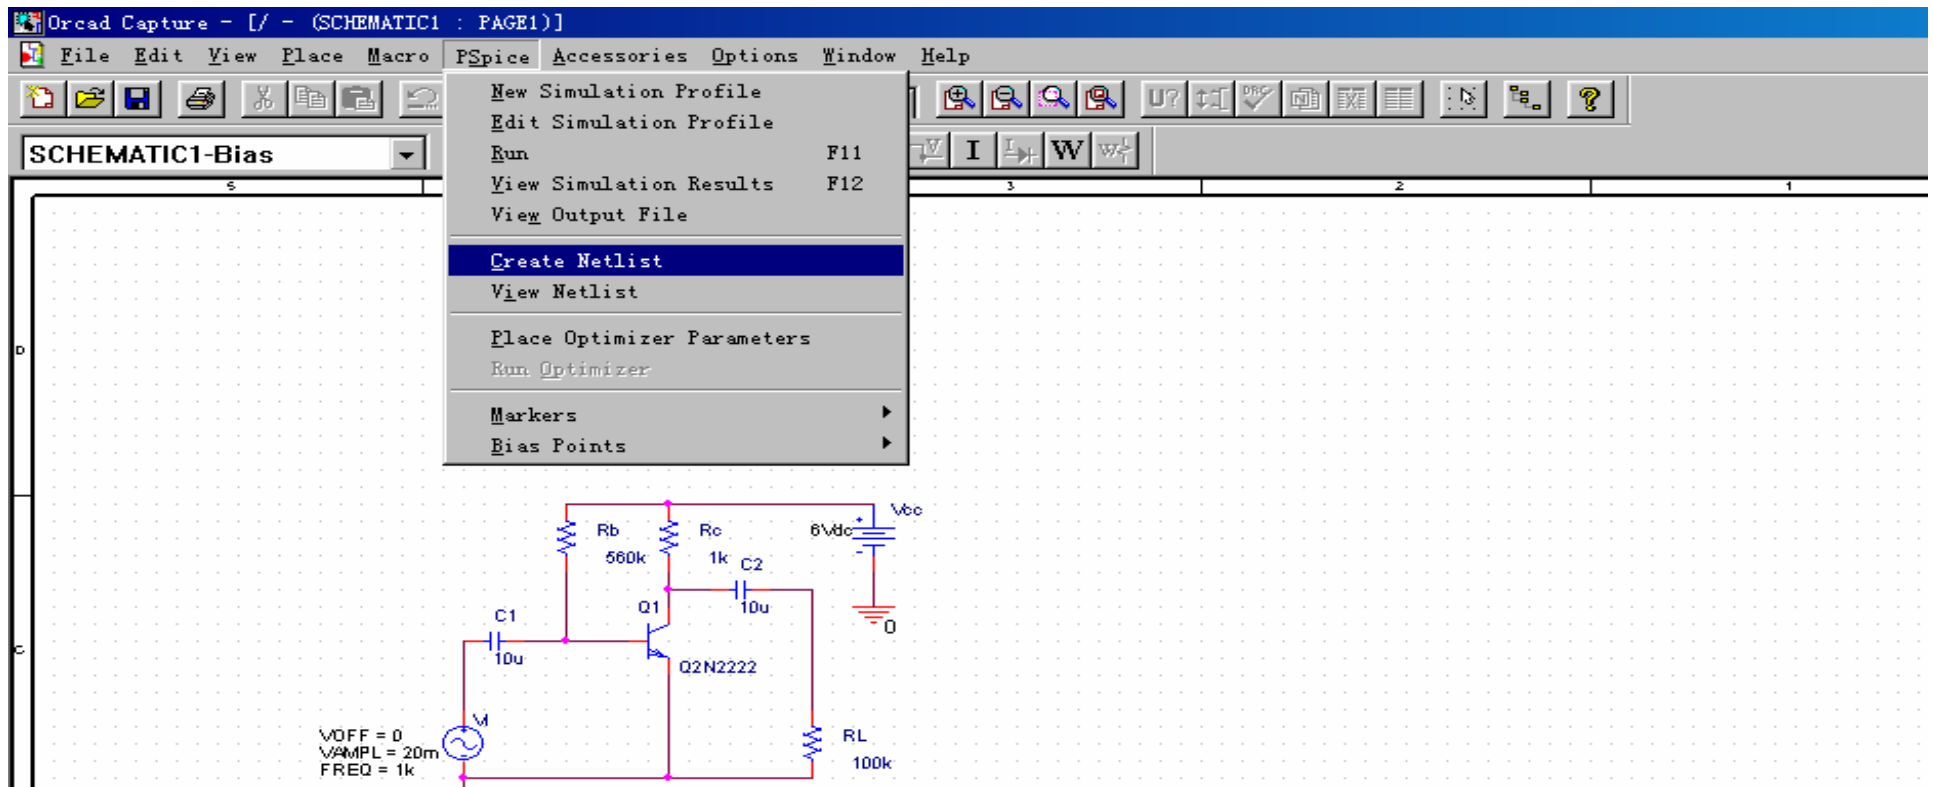 Orcad Capture - [/ - (SCHEMATIC1 : PAGE1)]
File Edit View Place Macro PSpice Accessories Options Window Help
New Simulation Profile
Edit Simulation Profile
Run F11
View Simulation Results F12
View Output File
Create Netlist
View Netlist
Place Optimizer Parameters
Run Optimizer
Markers
Bias Points
U? DRC
SCHEMATIC1-Bias
V I I W W
5 3 2 1
D
C
Vcc
6Vdc
0
Rb
560k
Rc
1k
C2
10u
C1
10u
Q1
Q2N2222
Vi
VOFF = 0
VAMPL = 20m
FREQ = 1k
RL
100k